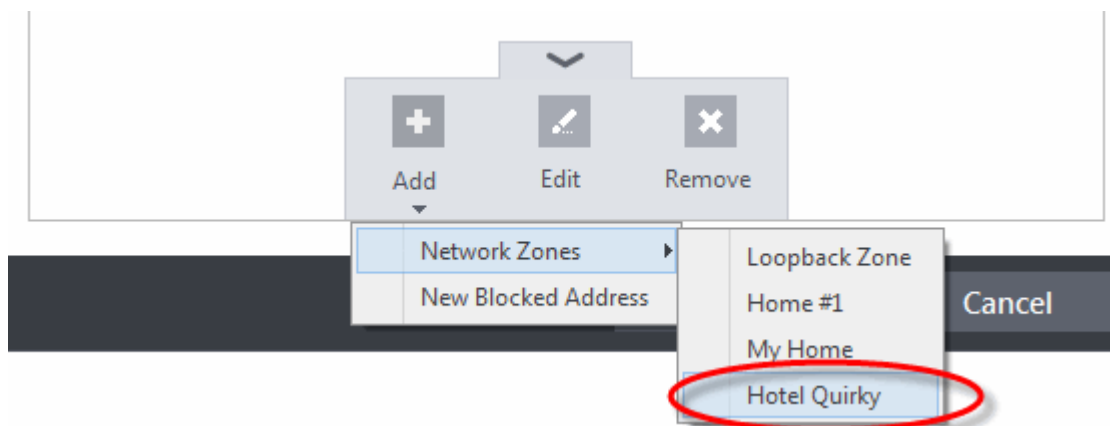 Add Edit Remove
Network Zones
New Blocked Address
Loopback Zone
Home #1
My Home
Hotel Quirky
Cancel